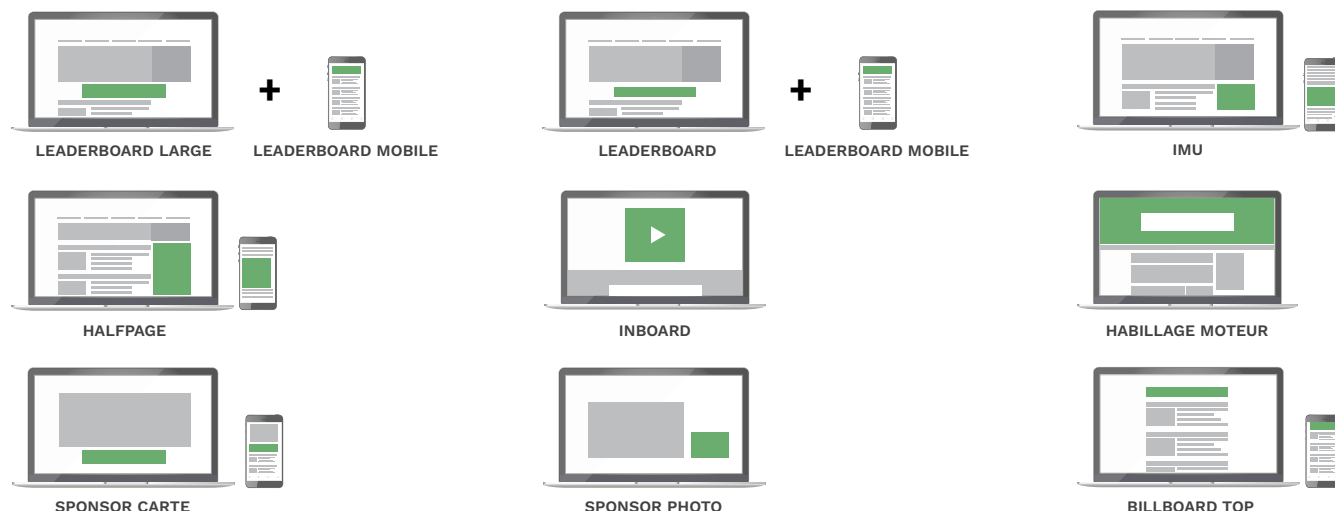 +
+
LEADERBOARD LARGE
LEADERBOARD MOBILE
LEADERBOARD
LEADERBOARD MOBILE
IMU
HALFPAGE
INBOARD
HABILLAGE MOTEUR
SPONSOR CARTE
SPONSOR PHOTO
BILLBOARD TOP